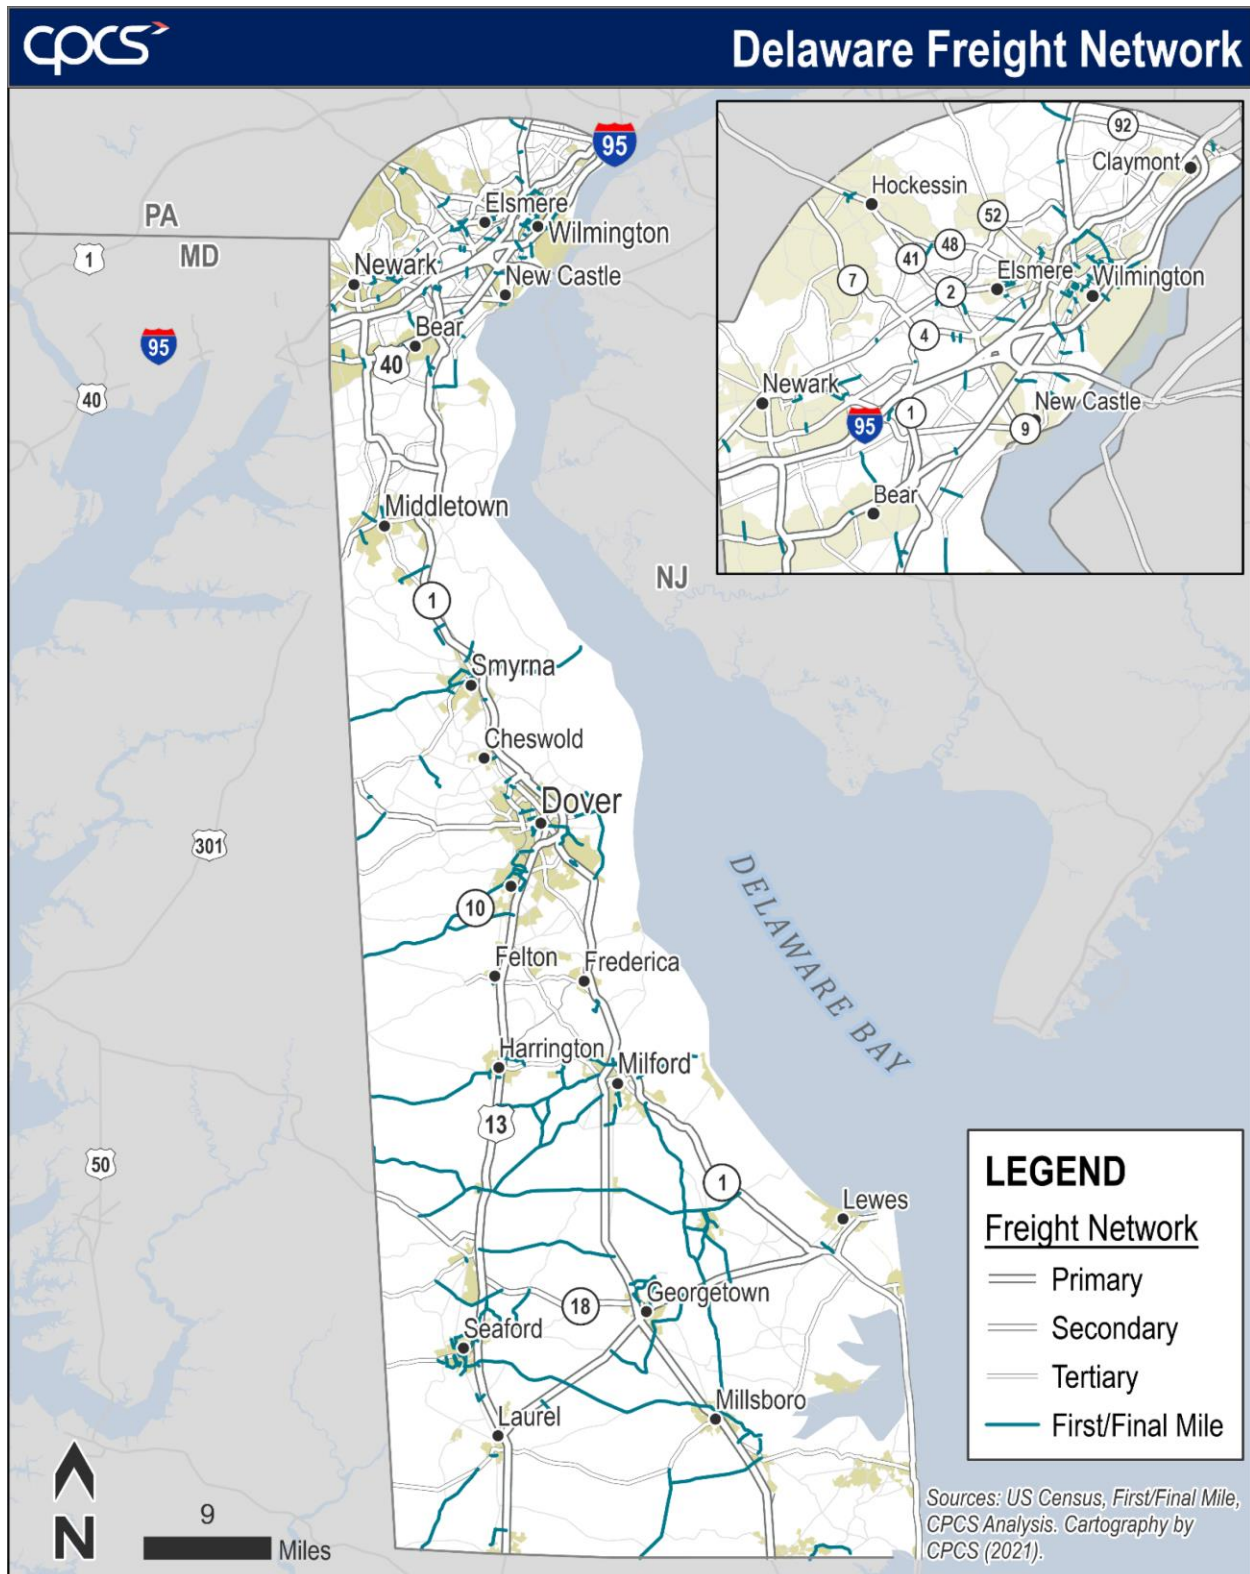 cpcs
Delaware Freight Network
95
PA
MD
1
95
40
Elsmere
Wilmington
Newark
New Castle
Bear
40
Middletown
1
Smyrna
Cheswold
Dover
301
10
Felton
Frederica
Harrington
Milford
13
50
1
Lewes
Georgetown
18
Seaford
Millsboro
Laurel
NJ
DELAWARE BAY
92
Claymont
Hockessin
52
48
41
7
Elsmere
Wilmington
2
4
Newark
95
1
New Castle
9
Bear
LEGEND
Freight Network
Primary
Secondary
Tertiary
First/Final Mile
N
9
Miles
Sources: US Census, First/Final Mile,
CPCS Analysis. Cartography by
CPCS (2021).